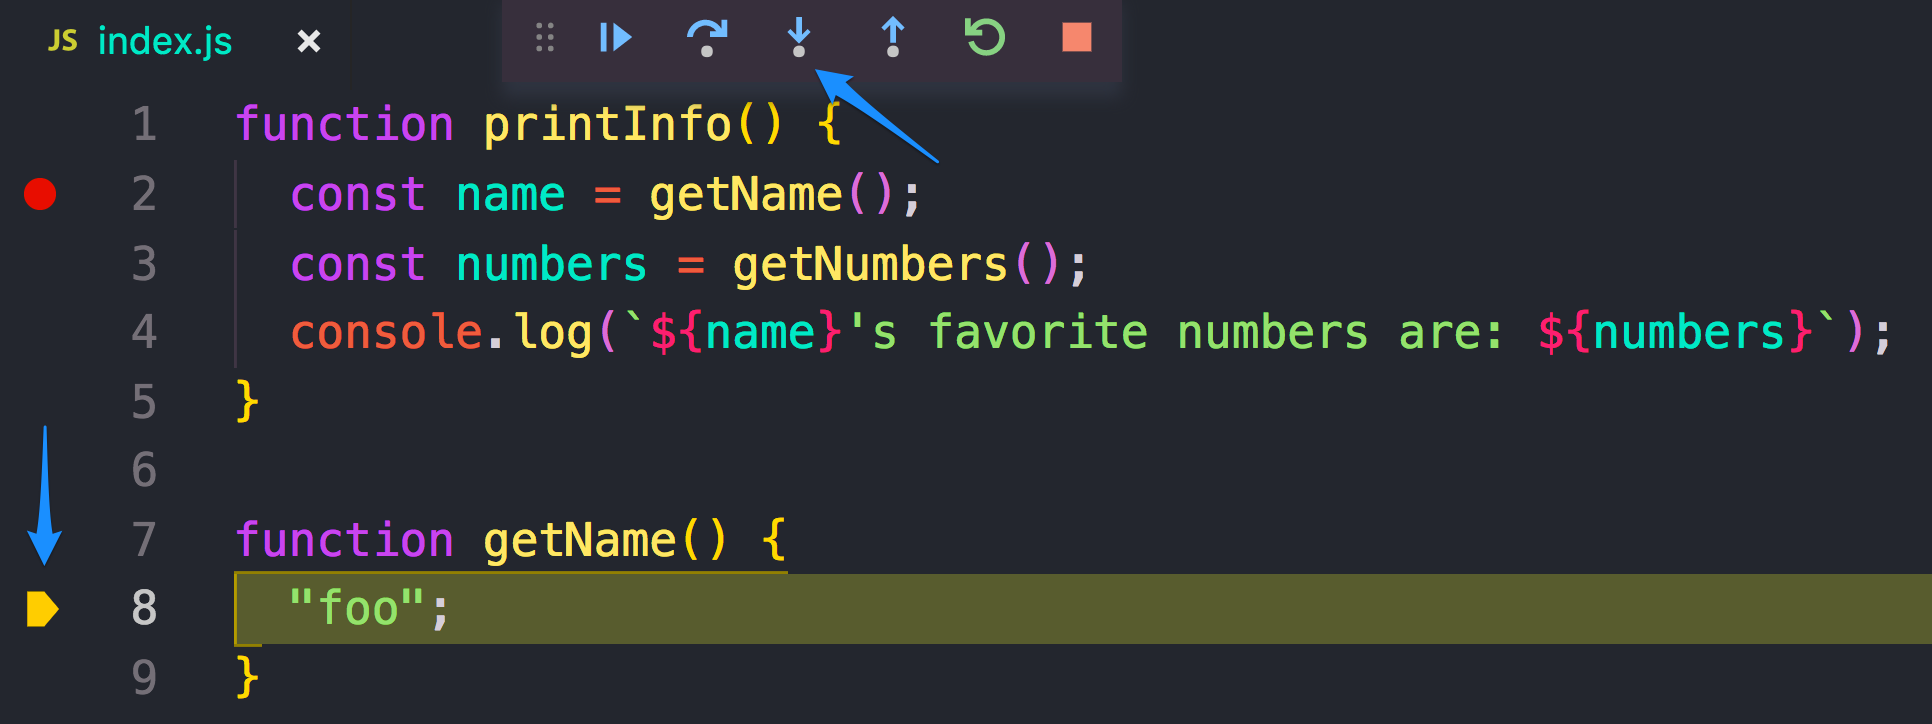 JS index.js ×
1 function printInfo() {
2   const name = getName();
3   const numbers = getNumbers();
4   console.log(`${name}'s favorite numbers are: ${numbers}`);
5 }
6
7 function getName() {
8   "foo";
9 }